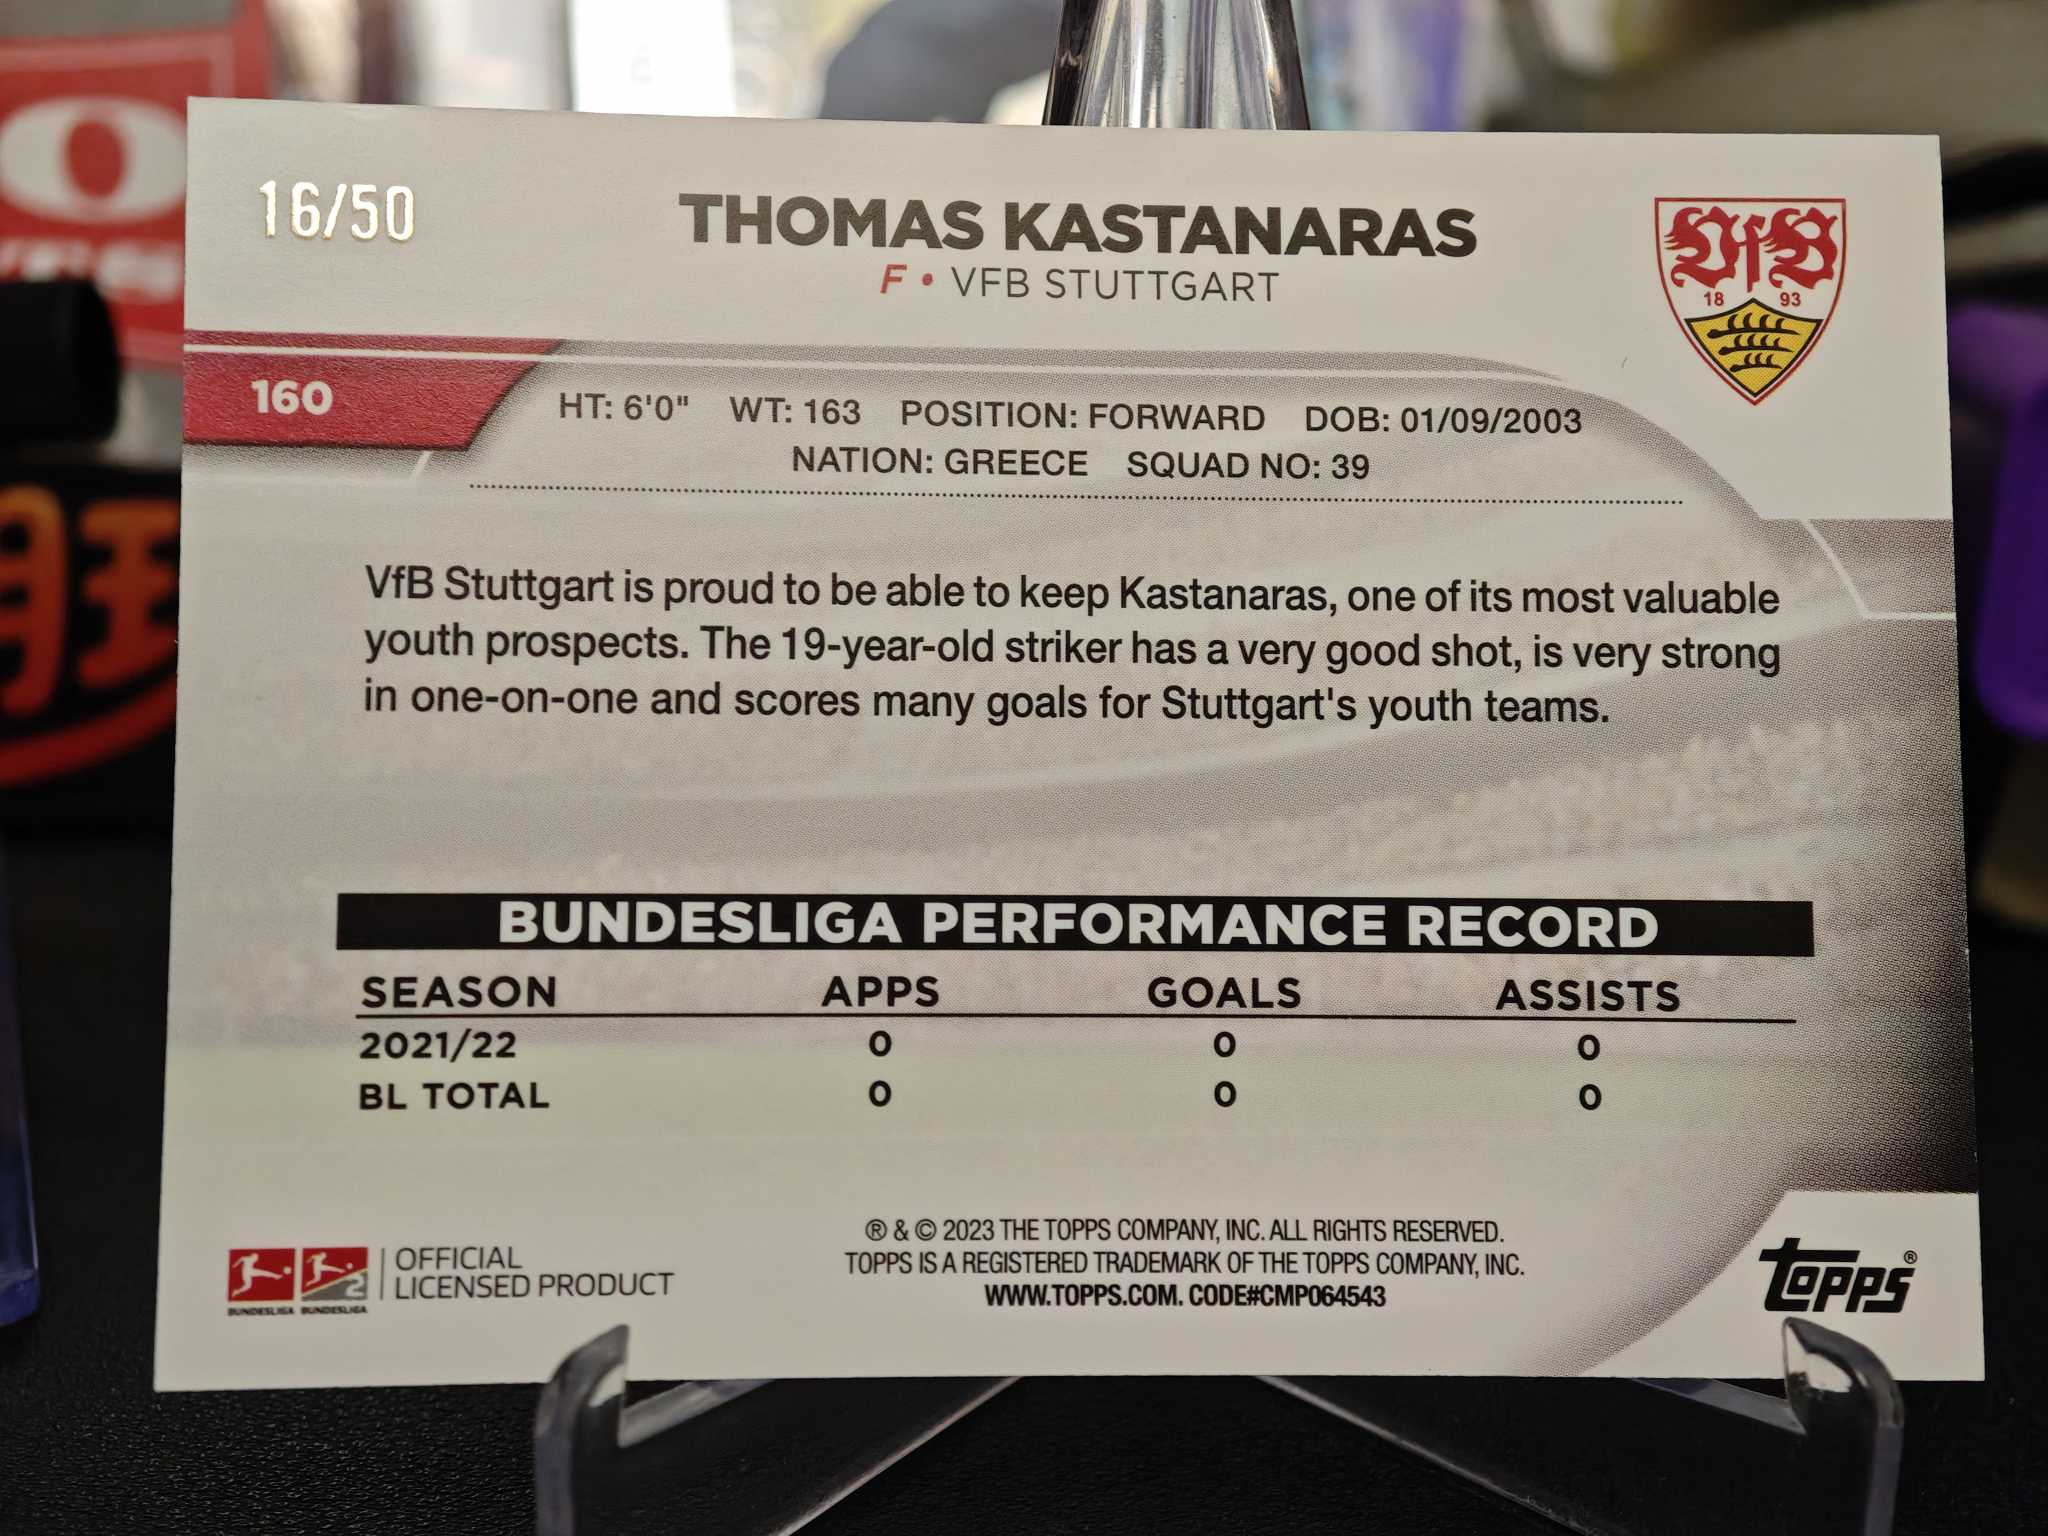 16/50
THOMAS KASTANARAS
F • VFB STUTTGART
VfB
18 93
160
HT: 6'0" WT: 163 POSITION: FORWARD DOB: 01/09/2003
NATION: GREECE SQUAD NO: 39
VfB Stuttgart is proud to be able to keep Kastanaras, one of its most valuable
youth prospects. The 19-year-old striker has a very good shot, is very strong
in one-on-one and scores many goals for Stuttgart's youth teams.
BUNDESLIGA PERFORMANCE RECORD
SEASON APPS GOALS ASSISTS
2021/22 0 0 0
BL TOTAL 0 0 0
BUNDESLIGA BUNDESLIGA
2
OFFICIAL
LICENSED PRODUCT
® & © 2023 THE TOPPS COMPANY, INC. ALL RIGHTS RESERVED.
TOPPS IS A REGISTERED TRADEMARK OF THE TOPPS COMPANY, INC.
WWW.TOPPS.COM. CODE#CMP064543
topps®